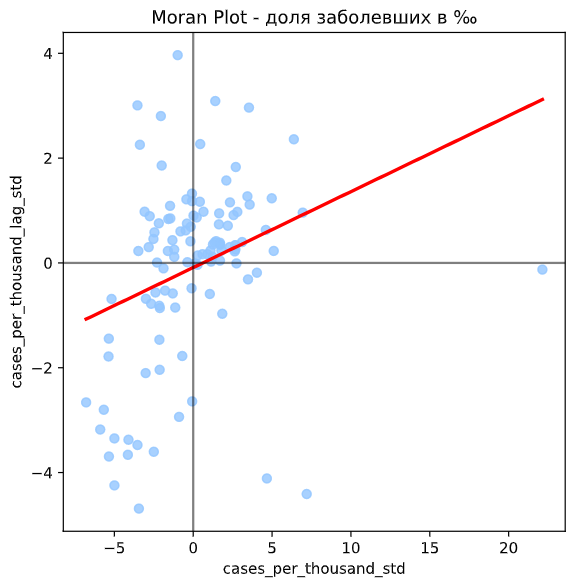 Moran Plot - доля заболевших в ‰
cases_per_thousand_lag_std
4
2
0
−2
−4
−5 0 5 10 15 20
cases_per_thousand_std